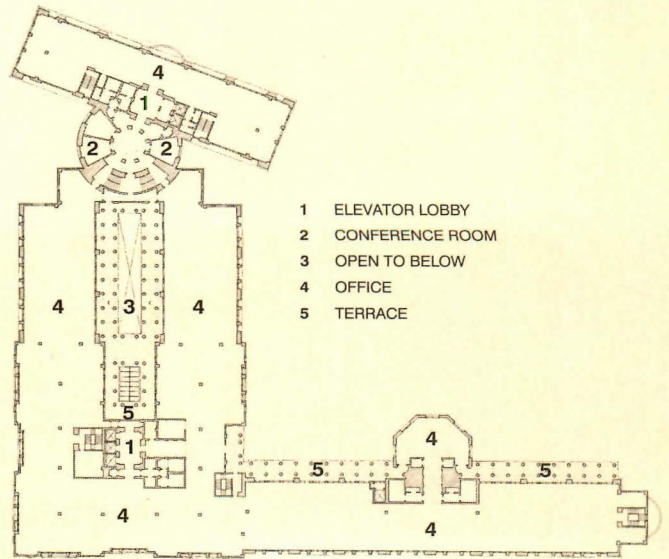 4
1
2 2
1 ELEVATOR LOBBY
2 CONFERENCE ROOM
3 OPEN TO BELOW
4 OFFICE
5 TERRACE
4 3 4
5
1
4
5 5
4 4